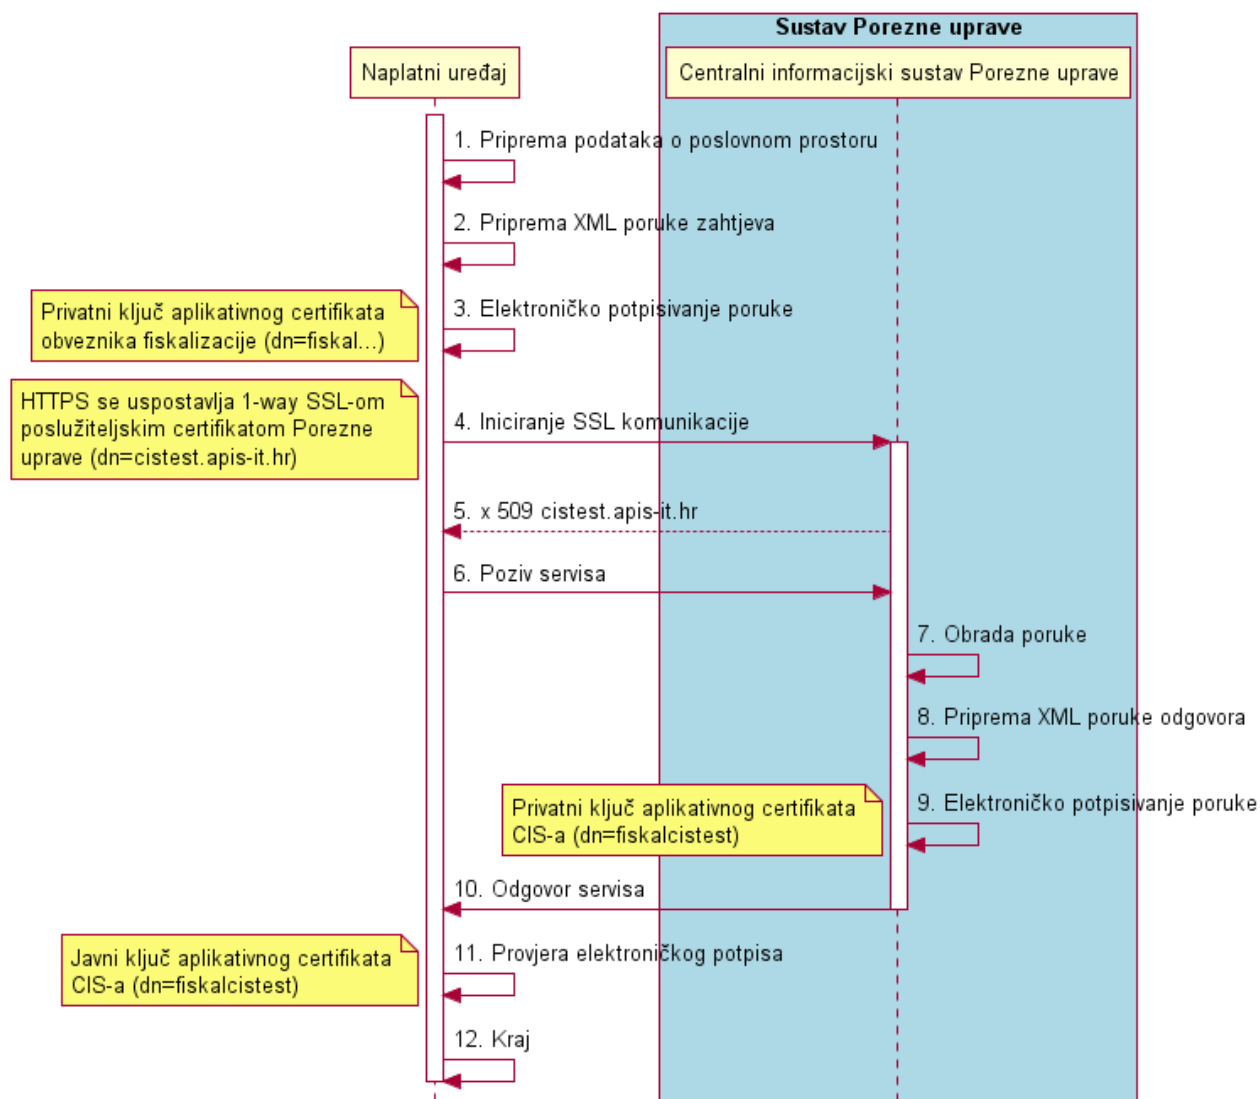 Sustav Porezne uprave
Naplatni uređaj
Centralni informacijski sustav Porezne uprave
1. Priprema podataka o poslovnom prostoru
2. Priprema XML poruke zahtjeva
Privatni ključ aplikativnog certifikata
obveznika fiskalizacije (dn=fiskal...)
3. Elektroničko potpisivanje poruke
HTTPS se uspostavlja 1-way SSL-om
poslužiteljskim certifikatom Porezne
uprave (dn=cistest.apis-it.hr)
4. Iniciranje SSL komunikacije
5. x 509 cistest.apis-it.hr
6. Poziv servisa
7. Obrada poruke
8. Priprema XML poruke odgovora
Privatni ključ aplikativnog certifikata
CIS-a (dn=fiskalcistest)
9. Elektroničko potpisivanje poruke
10. Odgovor servisa
Javni ključ aplikativnog certifikata
CIS-a (dn=fiskalcistest)
11. Provjera elektroničkog potpisa
12. Kraj